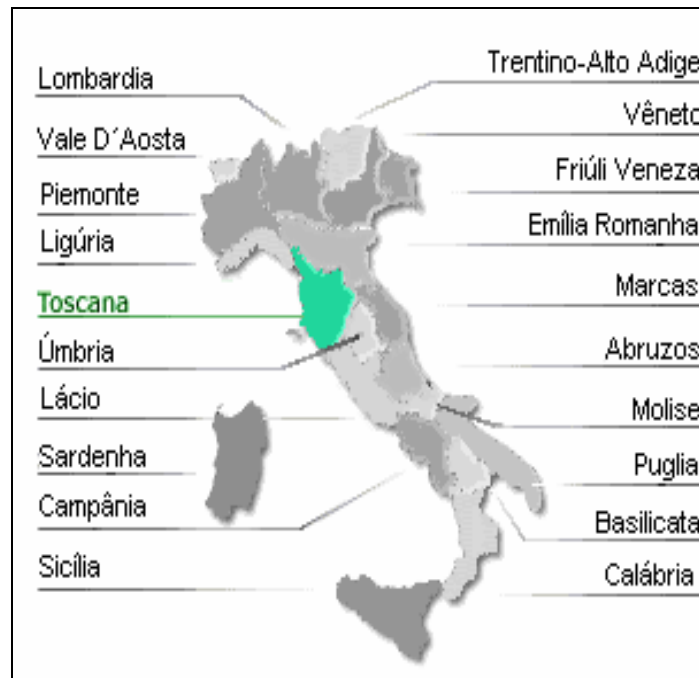 Lombardia
Vale D´Aosta
Piemonte
Ligúria
Toscana
Úmbria
Lácio
Sardenha
Campânia
Sicília
Trentino-Alto Adige
Vêneto
Friúli Veneza
Emília Romanha
Marcas
Abruzos
Molise
Puglia
Basilicata
Calábria